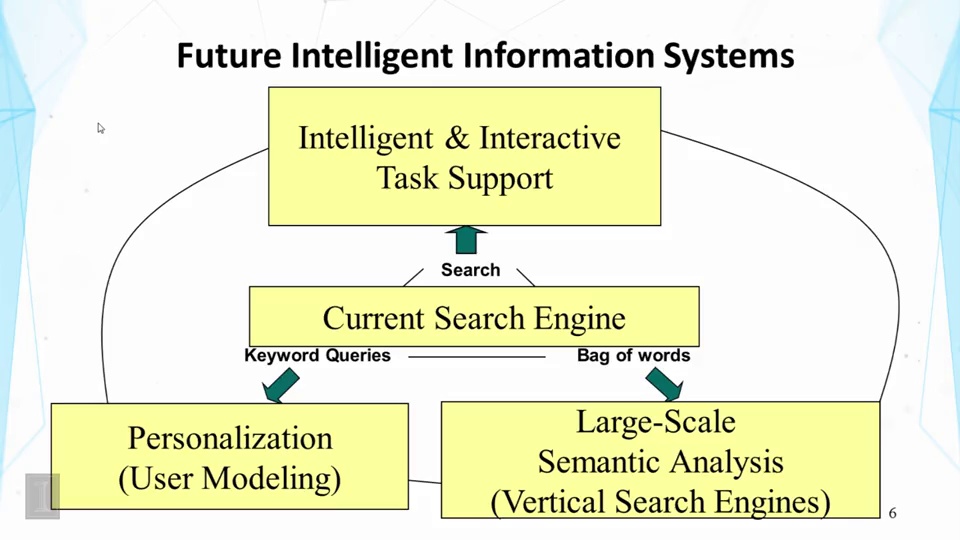 Future Intelligent Information Systems
Intelligent & Interactive
Task Support
Search
Current Search Engine
Keyword Queries
Bag of words
Personalization
(User Modeling)
Large-Scale
Semantic Analysis
(Vertical Search Engines)
I
6